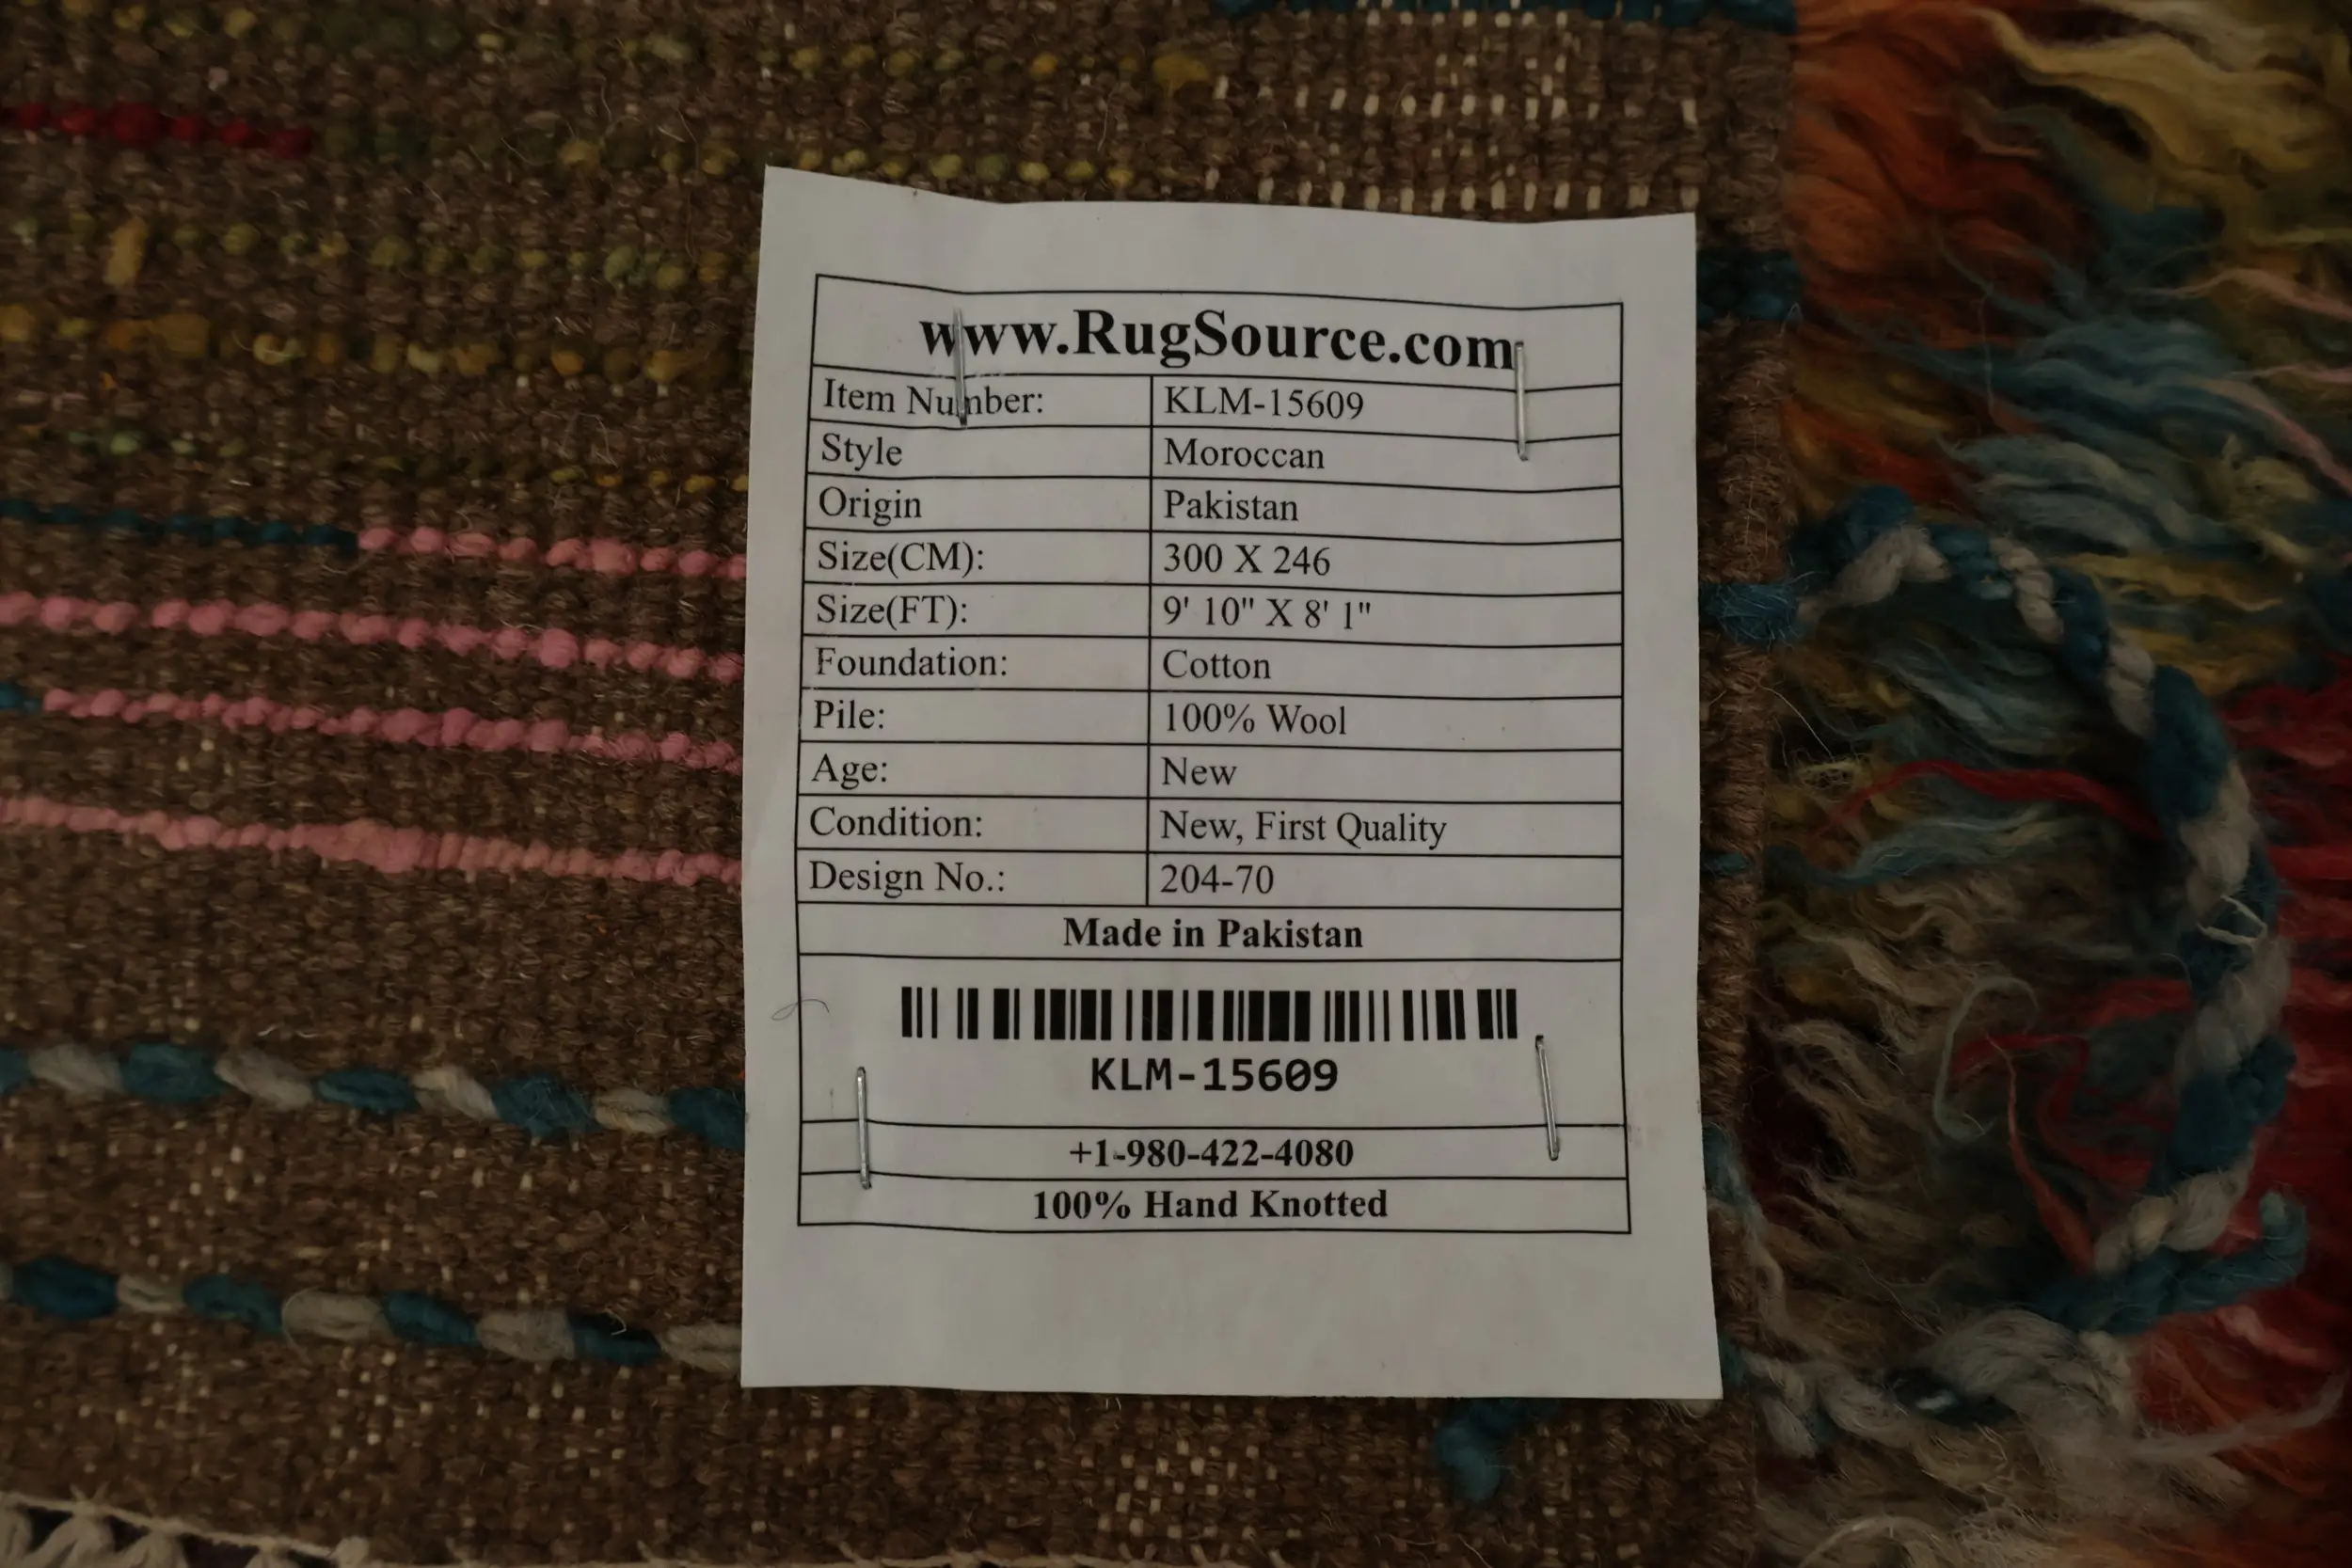 www.RugSource.com
Item Number: KLM-15609
Style Moroccan
Origin Pakistan
Size(CM): 300 X 246
Size(FT): 9' 10" X 8' 1"
Foundation: Cotton
Pile: 100% Wool
Age: New
Condition: New, First Quality
Design No.: 204-70
Made in Pakistan
KLM-15609
+1-980-422-4080
100% Hand Knotted